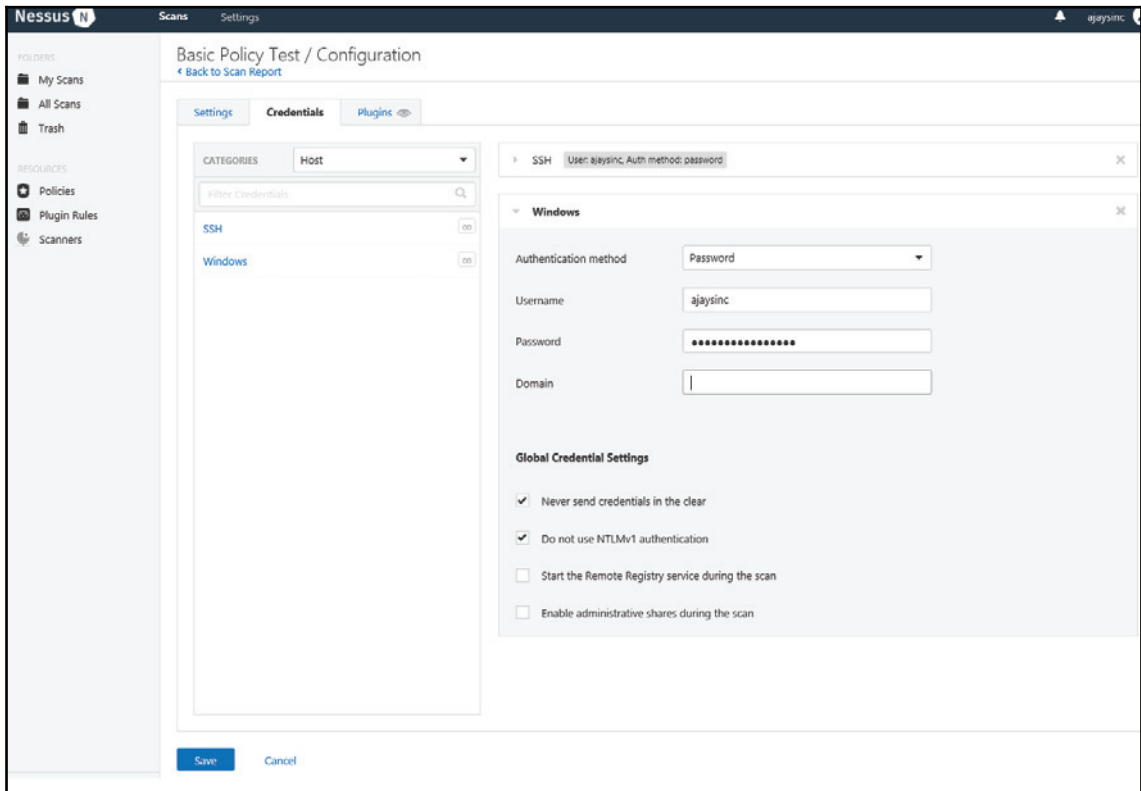 Nessus N
Scans
Settings
ajaysinc
FOLDERS
My Scans
All Scans
Trash
RESOURCES
Policies
Plugin Rules
Scanners
Basic Policy Test / Configuration
Back to Scan Report
Settings
Credentials
Plugins
CATEGORIES
Host
Filter Credentials
SSH
∞
Windows
∞
SSH User: ajaysinc, Auth method: password
Windows
Authentication method
Password
Username
ajaysinc
Password
••••••••••••••••
Domain
Global Credential Settings
Never send credentials in the clear
Do not use NTLMv1 authentication
Start the Remote Registry service during the scan
Enable administrative shares during the scan
Save
Cancel